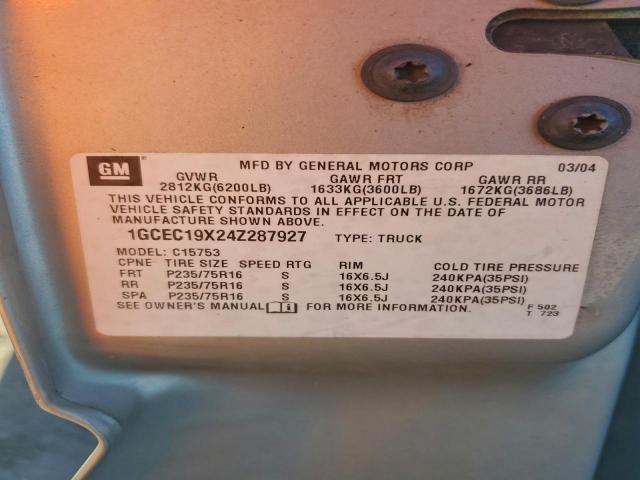 GM
MFD BY GENERAL MOTORS CORP 03/04
GVWR GAWR FRT GAWR RR
2812KG(6200LB) 1633KG(3600LB) 1672KG(3686LB)
THIS VEHICLE CONFORMS TO ALL APPLICABLE U.S. FEDERAL MOTOR
VEHICLE SAFETY STANDARDS IN EFFECT ON THE DATE OF
MANUFACTURE SHOWN ABOVE.
1GCEC19X24Z287927 TYPE: TRUCK
MODEL: C15753
CPNE TIRE SIZE SPEED RTG RIM COLD TIRE PRESSURE
FRT P235/75R16 S 16X6.5J 240KPA(35PSI)
RR P235/75R16 S 16X6.5J 240KPA(35PSI)
SPA P235/75R16 S 16X6.5J 240KPA(35PSI)
SEE OWNER'S MANUAL i FOR MORE INFORMATION. F 502
T 723